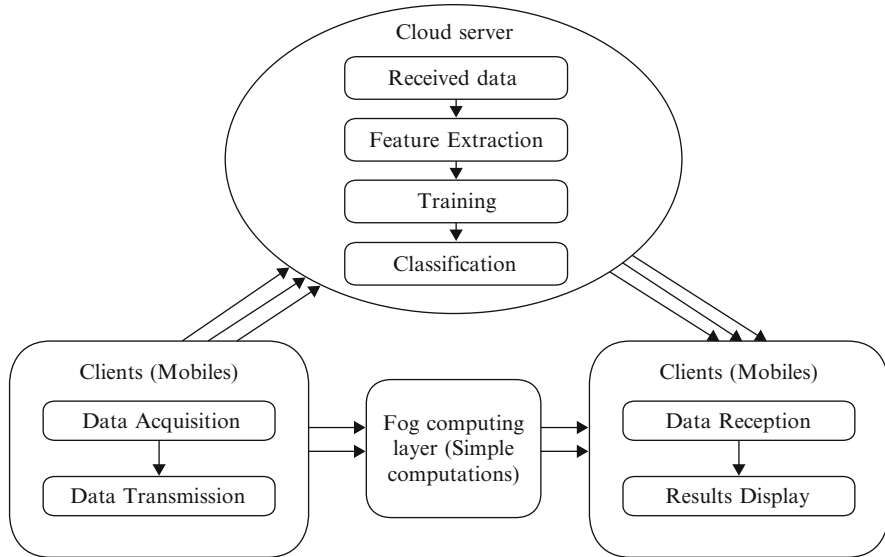 Cloud server
Received data
Feature Extraction
Training
Classification
Clients (Mobiles)
Data Acquisition
Data Transmission
Fog computing
layer (Simple
computations)
Clients (Mobiles)
Data Reception
Results Display